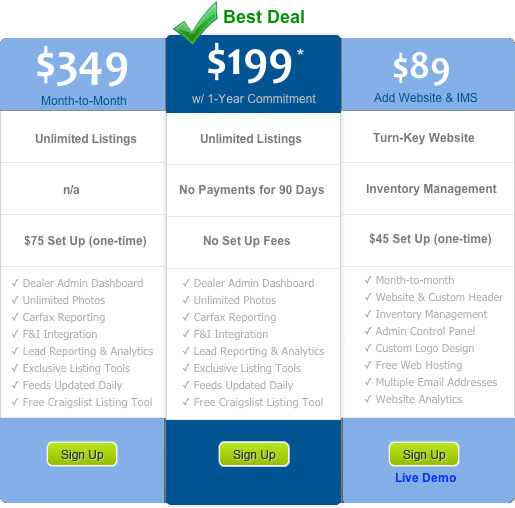 Best Deal
$349
Month-to-Month
Unlimited Listings
n/a
$75 Set Up (one-time)
✓ Dealer Admin Dashboard
✓ Unlimited Photos
✓ Carfax Reporting
✓ F&I Integration
✓ Lead Reporting & Analytics
✓ Exclusive Listing Tools
✓ Feeds Updated Daily
✓ Free Craigslist Listing Tool
Sign Up
$199*
w/ 1-Year Commitment
Unlimited Listings
No Payments for 90 Days
No Set Up Fees
✓ Dealer Admin Dashboard
✓ Unlimited Photos
✓ Carfax Reporting
✓ F&I Integration
✓ Lead Reporting & Analytics
✓ Exclusive Listing Tools
✓ Feeds Updated Daily
✓ Free Craigslist Listing Tool
Sign Up
$89
Add Website & IMS
Turn-Key Website
Inventory Management
$45 Set Up (one-time)
✓ Month-to-month
✓ Website & Custom Header
✓ Inventory Management
✓ Admin Control Panel
✓ Custom Logo Design
✓ Free Web Hosting
✓ Multiple Email Addresses
✓ Website Analytics
Sign Up
Live Demo